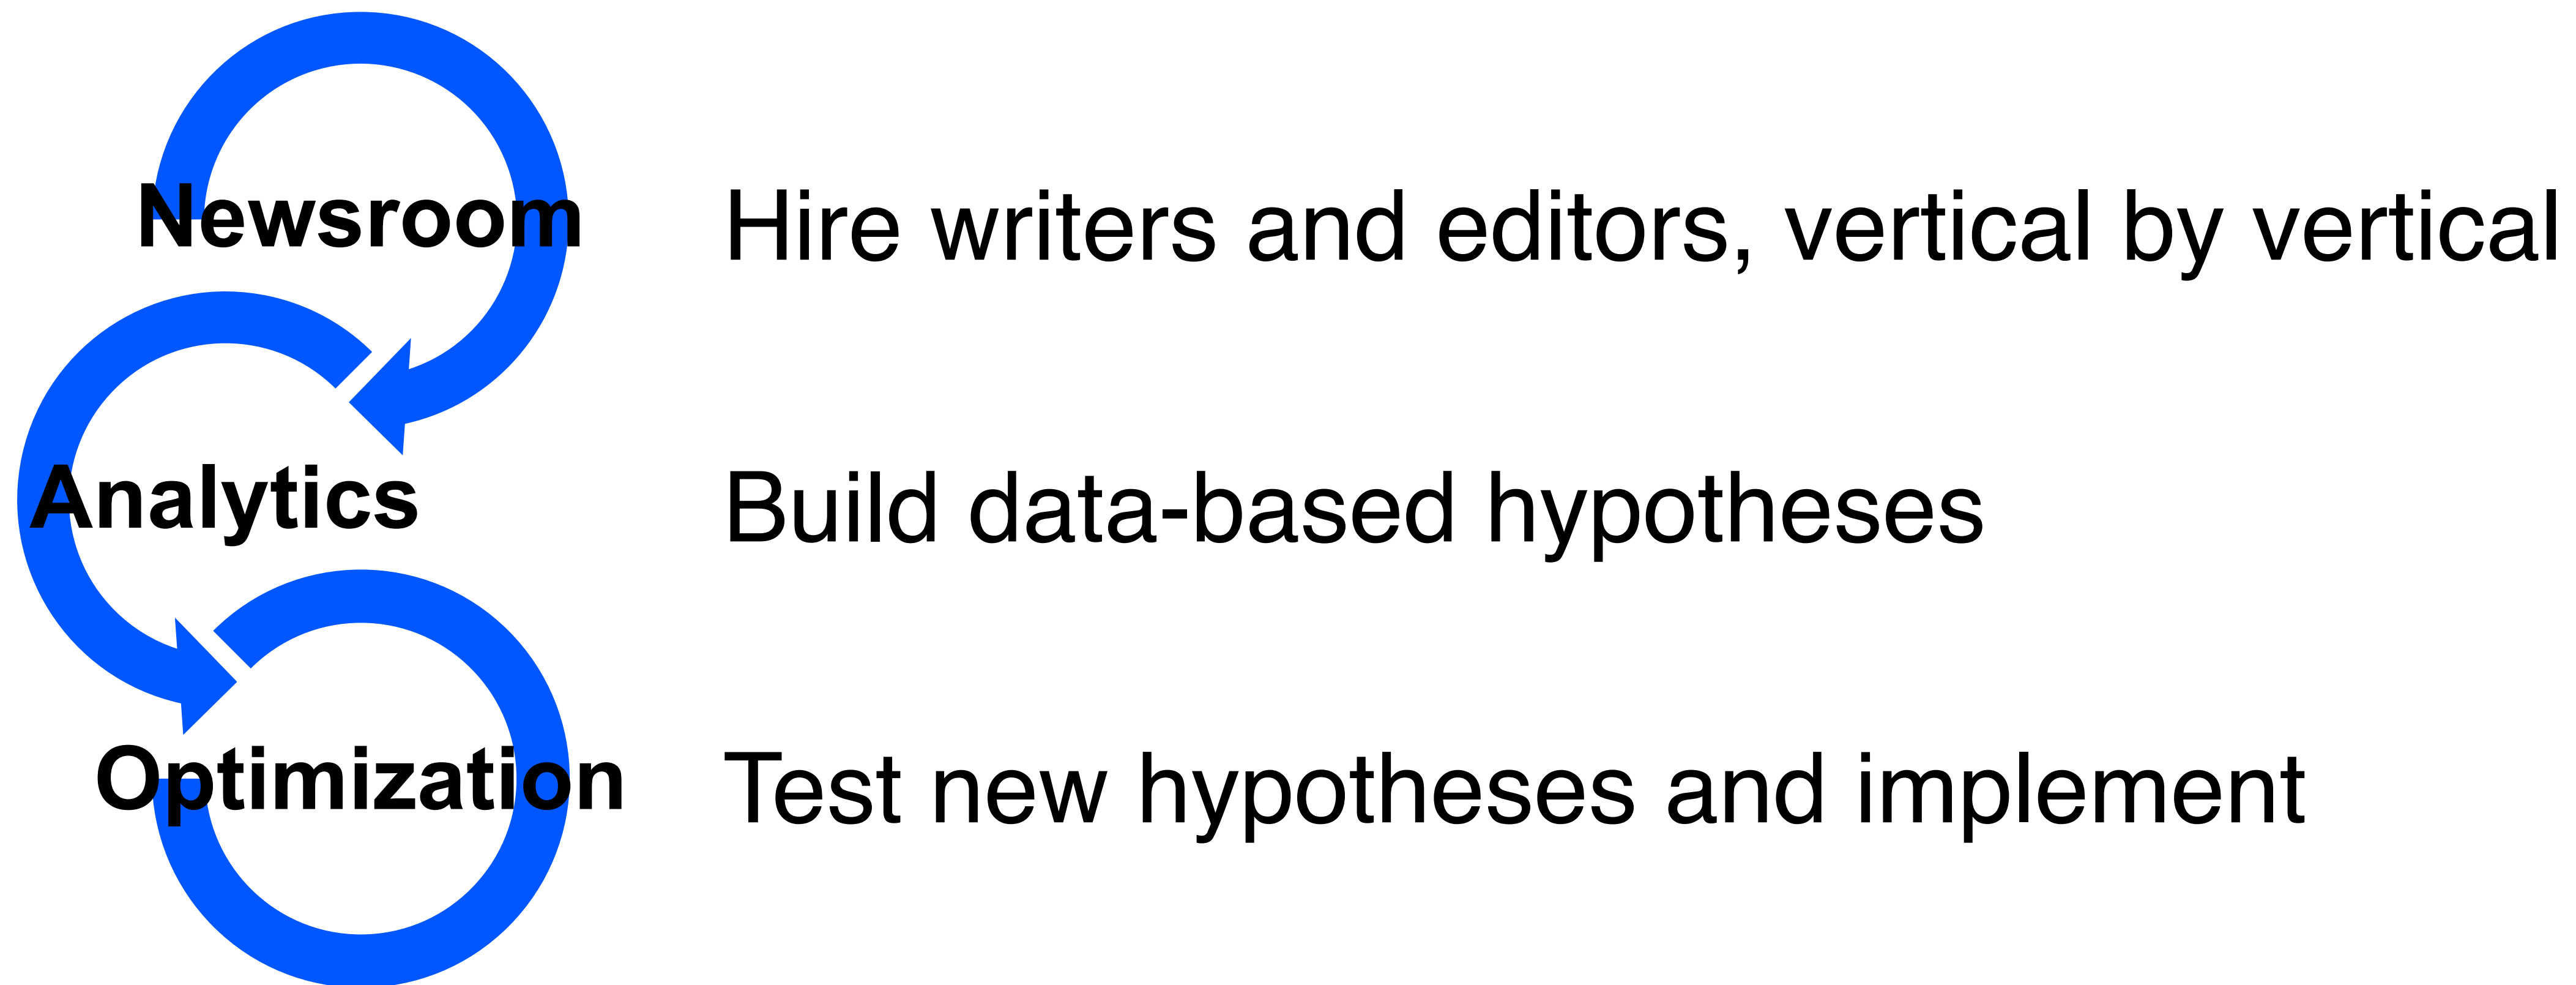 Newsroom
Hire writers and editors, vertical by vertical
Analytics
Build data-based hypotheses
Optimization
Test new hypotheses and implement